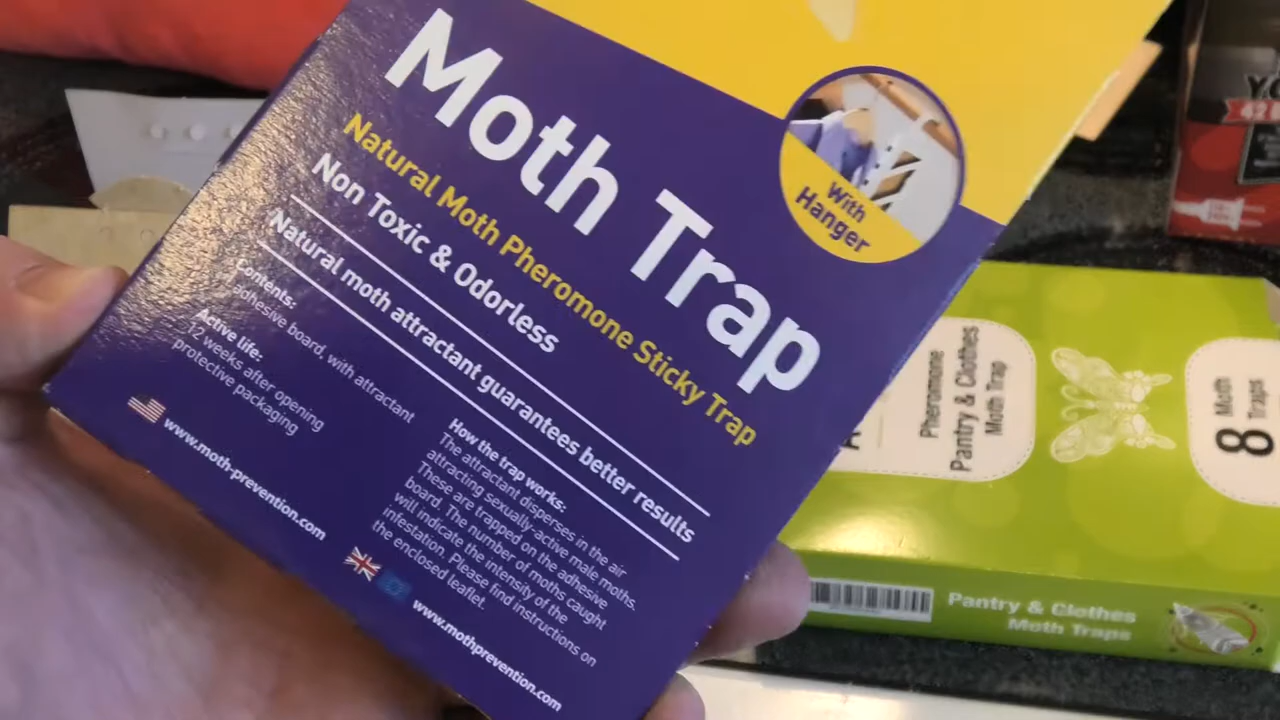 Moth Trap
Natural Moth Pheromone Sticky Trap
Non Toxic & Odorless
Natural moth attractant guarantees better results
With
Hanger
Contents:
adhesive board, with attractant
Active life:
12 weeks after opening
protective packaging
How the trap works:
The attractant disperses in the air
attracting sexually-active male moths.
These are trapped on the adhesive
board. The number of moths caught
will indicate the intensity of the
infestation. Please find instructions on
the enclosed leaflet.
www.moth-prevention.com
www.mothprevention.com
Pheromone
Pantry & Clothes
Moth Trap
8
Moth
Traps
Pantry & Clothes
Moth Traps